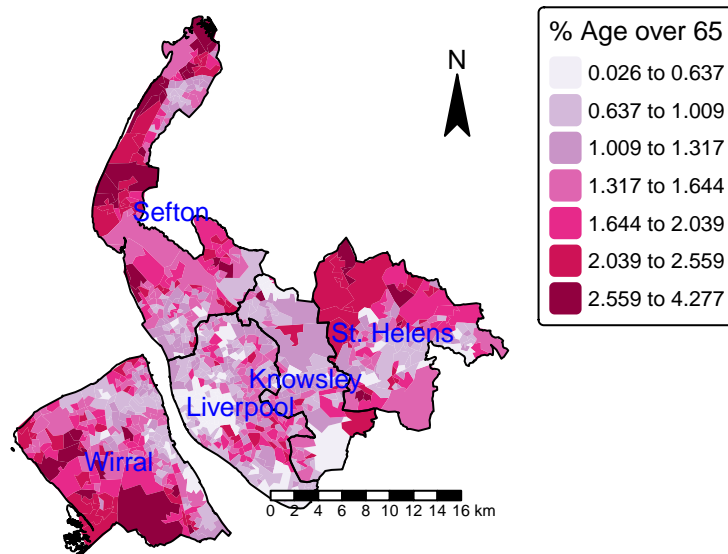 % Age over 65
0.026 to 0.637
0.637 to 1.009
1.009 to 1.317
1.317 to 1.644
1.644 to 2.039
2.039 to 2.559
2.559 to 4.277
N
Sefton
St. Helens
Knowsley
Liverpool
Wirral
0 2 4 6 8 10 12 14 16 km